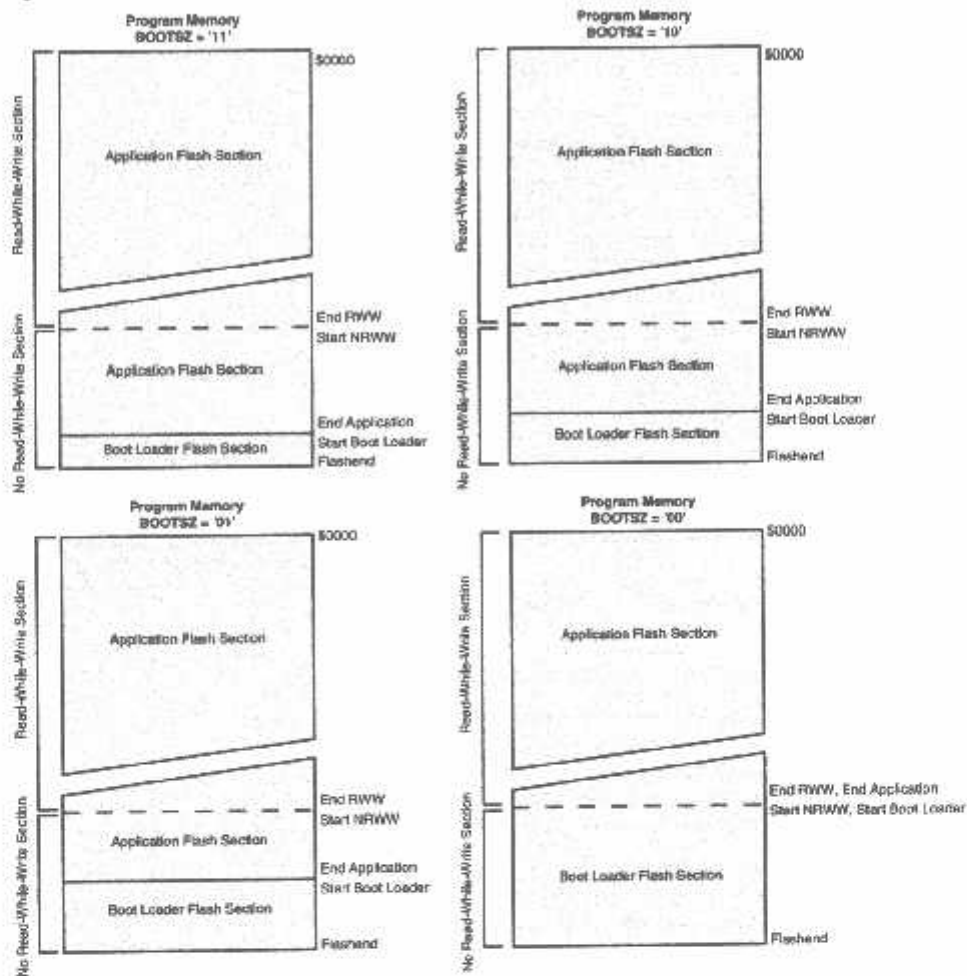 Program Memory
BOOTSZ = '11'
$0000
Read-While-Write Section
Application Flash Section
End RWW
Start NRWW
No Read-While-Write Section
Application Flash Section
End Application
Start Boot Loader
Boot Loader Flash Section
Flashend
Program Memory
BOOTSZ = '10'
$0000
Read-While-Write Section
Application Flash Section
End RWW
Start NRWW
No Read-While-Write Section
Application Flash Section
End Application
Start Boot Loader
Boot Loader Flash Section
Flashend
Program Memory
BOOTSZ = '01'
$0000
Read-While-Write Section
Application Flash Section
End RWW
Start NRWW
No Read-While-Write Section
Application Flash Section
End Application
Start Boot Loader
Boot Loader Flash Section
Flashend
Program Memory
BOOTSZ = '00'
$0000
Read-While-Write Section
Application Flash Section
End RWW, End Application
Start NRWW, Start Boot Loader
No Read-While-Write Section
Boot Loader Flash Section
Flashend